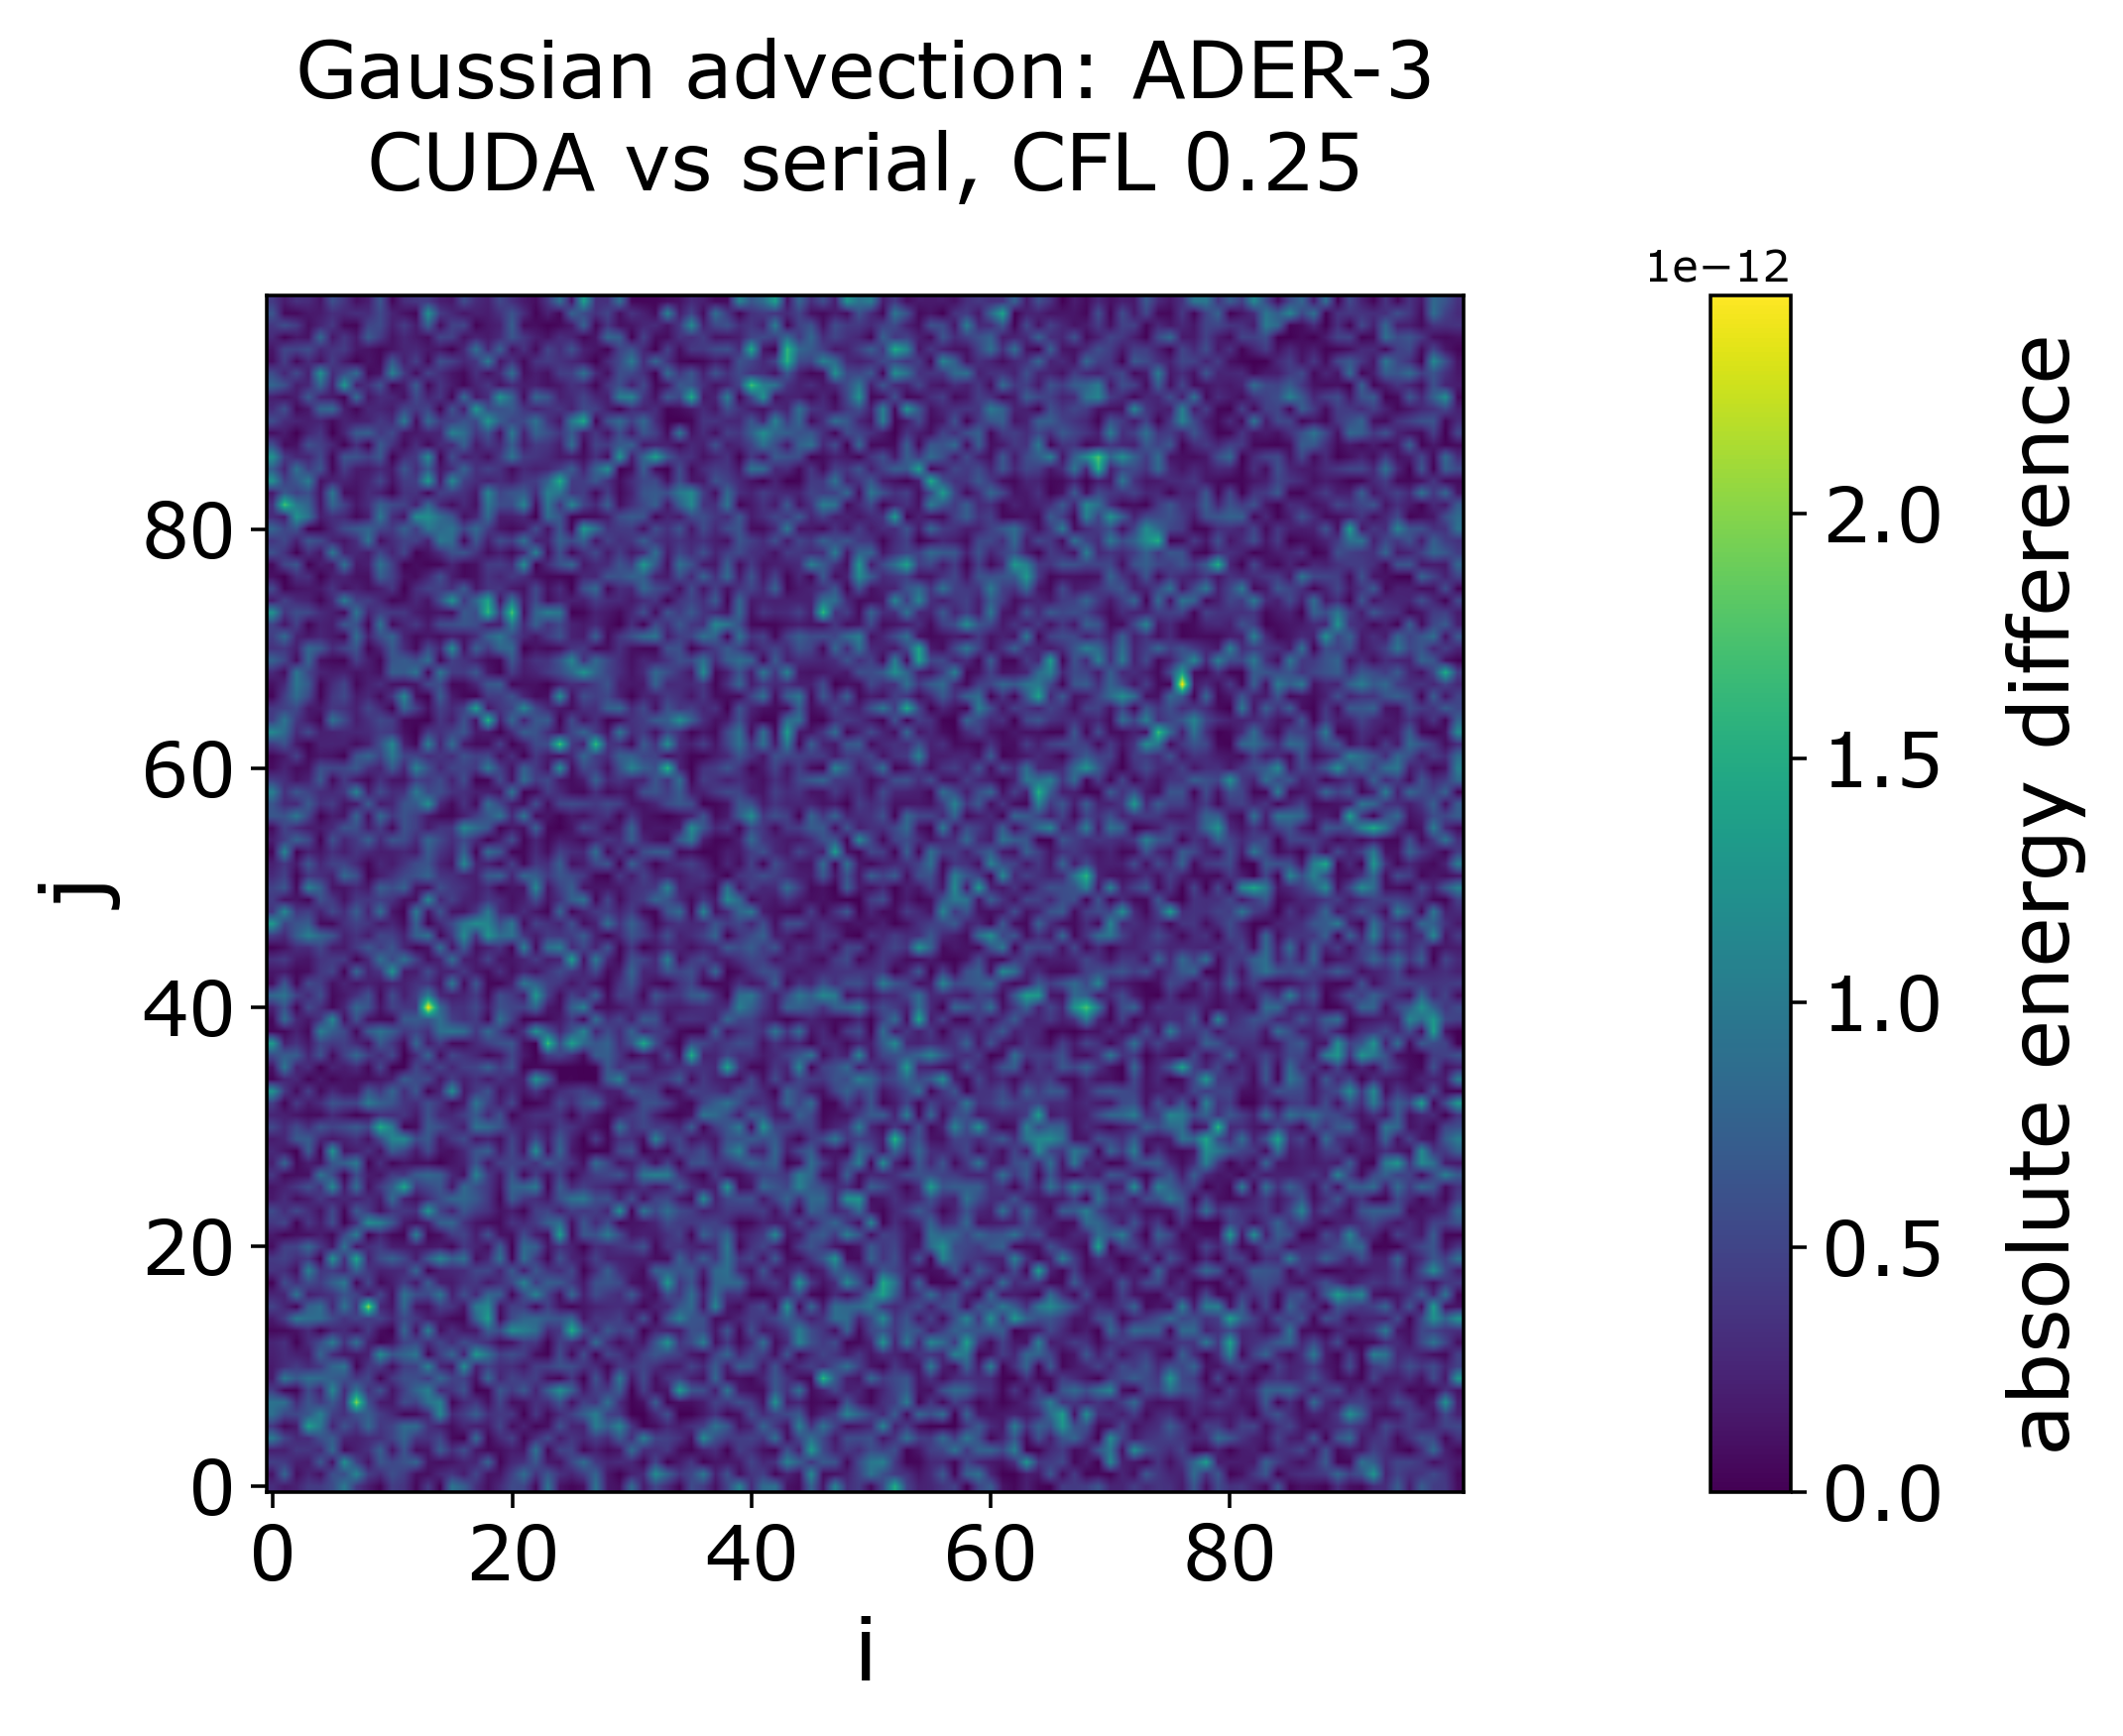 Gaussian advection: ADER-3
CUDA vs serial, CFL 0.25
1e−12
80
60
40
20
0
j
0 20 40 60 80
i
2.0
1.5
1.0
0.5
0.0
absolute energy difference